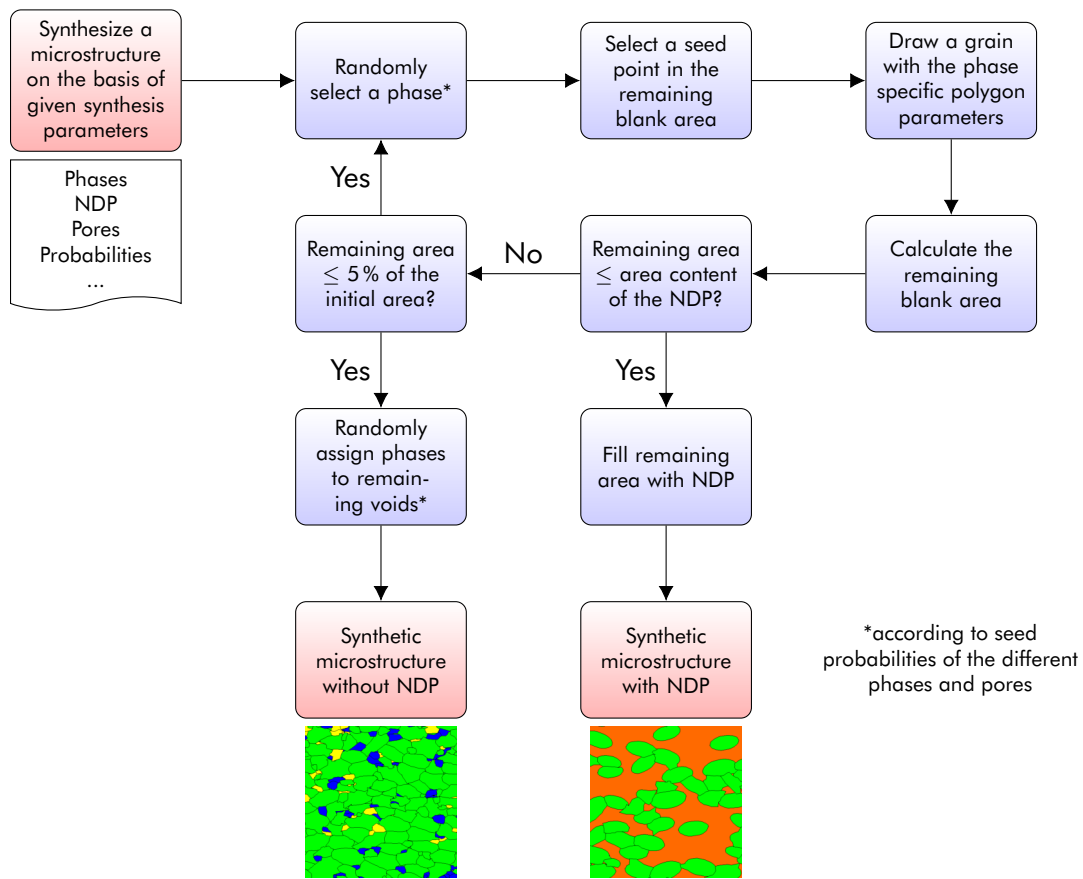 Synthesize a
microstructure
on the basis of
given synthesis
parameters
Phases
NDP
Pores
Probabilities
...
Randomly
select a phase*
Select a seed
point in the
remaining
blank area
Draw a grain
with the phase
specific polygon
parameters
Yes
Remaining area
≤ 5 % of the
initial area?
No
Remaining area
≤ area content
of the NDP?
Calculate the
remaining
blank area
Yes
Yes
Randomly
assign phases
to remain-
ing voids*
Fill remaining
area with NDP
Synthetic
microstructure
without NDP
Synthetic
microstructure
with NDP
*according to seed
probabilities of the different
phases and pores